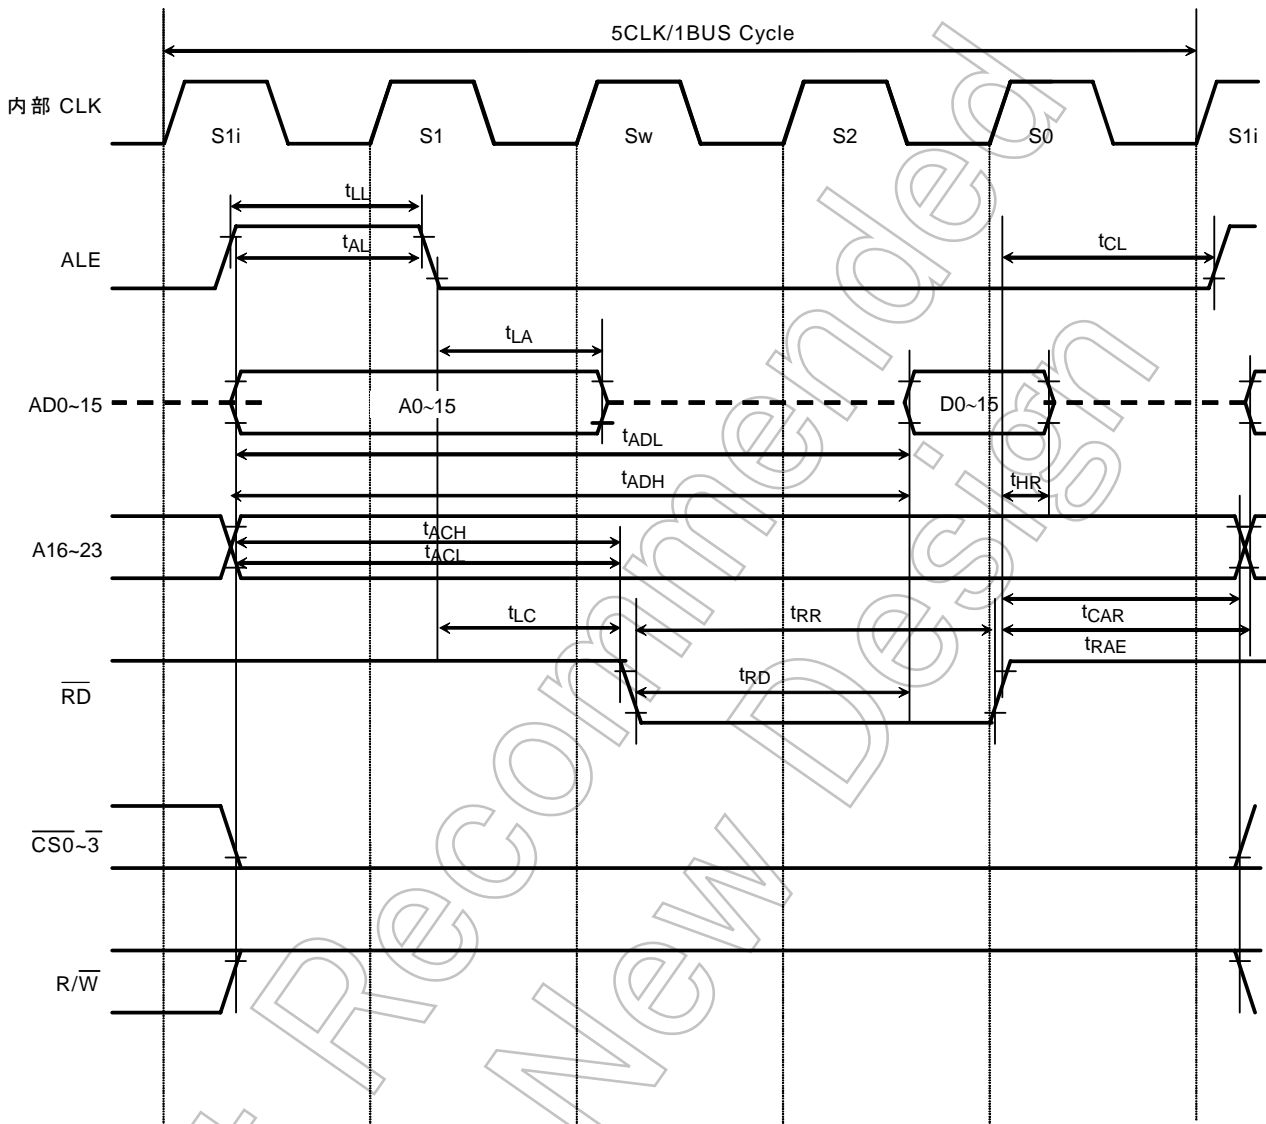 5CLK/1BUS Cycle
内部 CLK
S1i S1 Sw S2 S0 S1i
tLL
ALE
tAL
tCL
tLA
AD0~15
A0~15
D0~15
tADL
tADH
tHR
A16~23
tACH
tACL
tLC
tRR
tCAR
tRAE
RD
tRD
CS0~3
R/W
Recommended
New Design